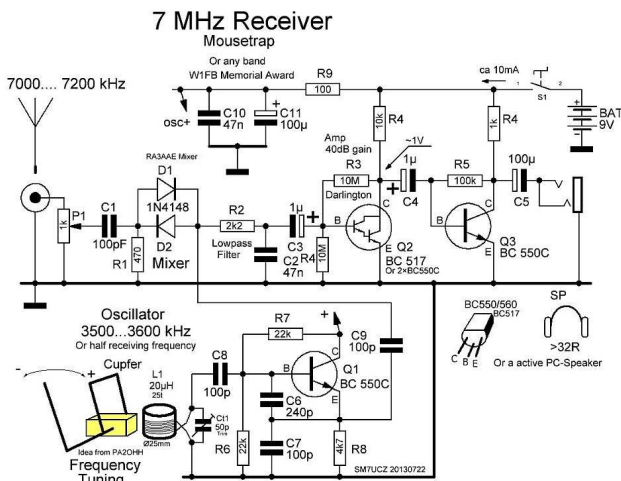 7 MHz Receiver
Mousetrap
Or any band
W1FB Memorial Award
7000.... 7200 kHz
osc+
C10
47n
C11
100µ
R9
100
ca 10mA
1
2
S1
BAT
9V
R4
10k
R4
1k
Amp
40dB gain
~1V
RA3AAE Mixer
D1
1N4148
D2
Mixer
P1
1k
C1
100pF
R1
470
R2
2k2
Lowpass
Filter
1µ
C3
C2
47n
R3
10M
Darlington
R4
10M
B
C
E
Q2
BC 517
Or 2×BC550C
1µ
C4
R5
100k
B
C
E
Q3
BC 550C
100µ
C5
Oscillator
3500...3600 kHz
Or half receiving frequency
- +
Cupfer
L1
20µH
25t
Ø25mm
Idea from PA2OHH
Frequency
Tuning
Ct1
50p
Trim
C8
100p
R7
22k
B
C
E
Q1
BC 550C
C9
100p
C6
240p
C7
100p
R6
22k
4k7
R8
SM7UCZ 20130722
BC550/560
BC517
C B E
SP
>32R
Or a active PC-Speaker